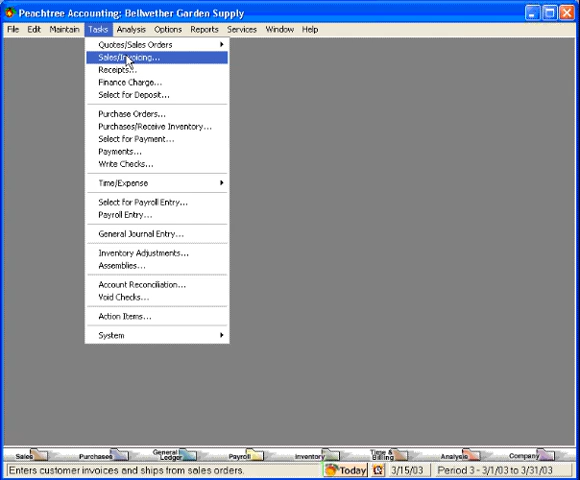 Peachtree Accounting: Bellwether Garden Supply
File Edit Maintain Tasks Analysis Options Reports Services Window Help
Quotes/Sales Orders
Sales/Invoicing...
Receipts...
Finance Charge...
Select for Deposit...
Purchase Orders...
Purchases/Receive Inventory...
Select for Payment...
Payments...
Write Checks...
Time/Expense
Select for Payroll Entry...
Payroll Entry...
General Journal Entry...
Inventory Adjustments...
Assemblies...
Account Reconciliation...
Void Checks...
Action Items...
System
Sales Purchases General Ledger Payroll Inventory Time & Billing Analysis Company
Enters customer invoices and ships from sales orders. Today 3/15/03 Period 3 - 3/1/03 to 3/31/03